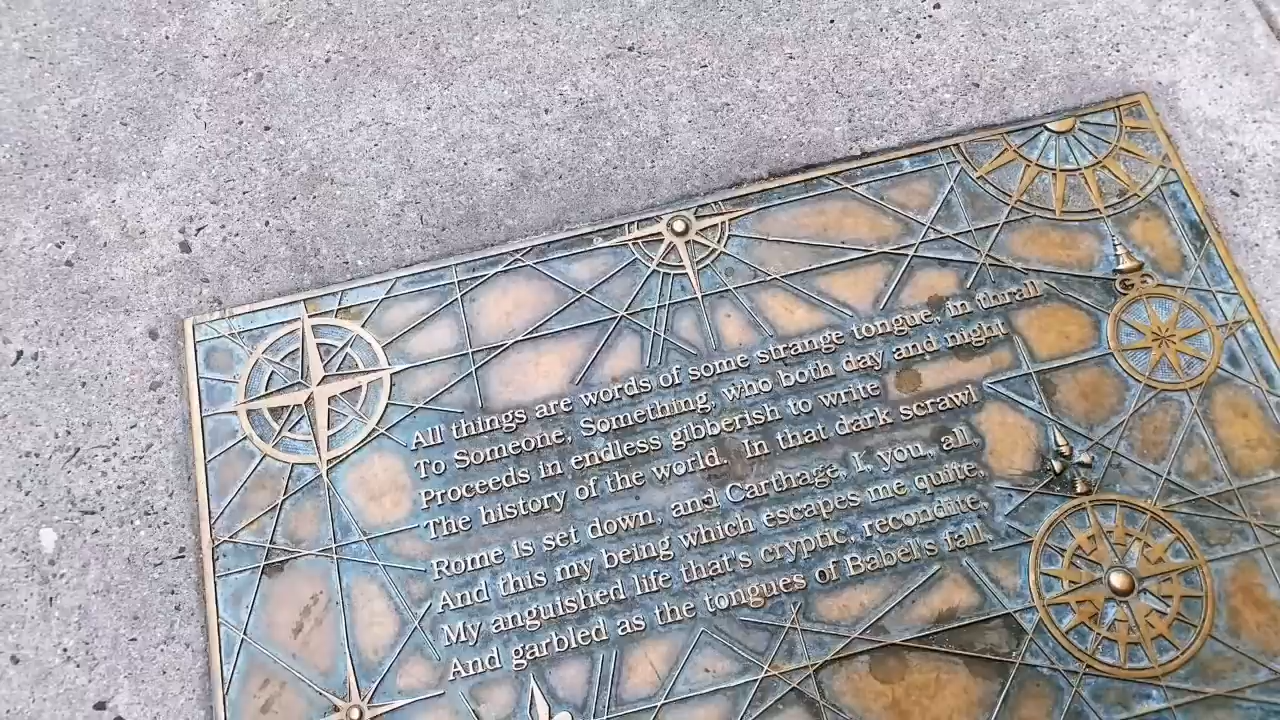 All things are words of some strange tongue, in thrall
To Someone, Something, who both day and night
Proceeds in endless gibberish to write
The history of the world. In that dark scrawl
Rome is set down, and Carthage, I, you, all,
And this my being which escapes me quite,
My anguished life that's cryptic, recondite,
And garbled as the tongues of Babel's fall.